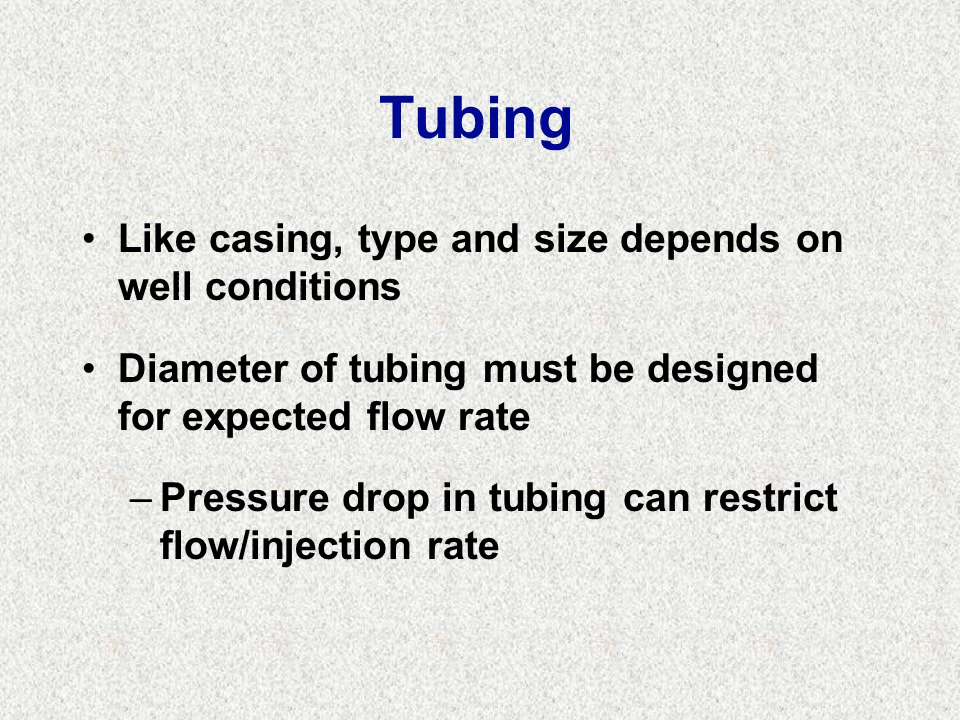 Tubing
• Like casing, type and size depends on
well conditions
• Diameter of tubing must be designed
for expected flow rate
– Pressure drop in tubing can restrict
flow/injection rate